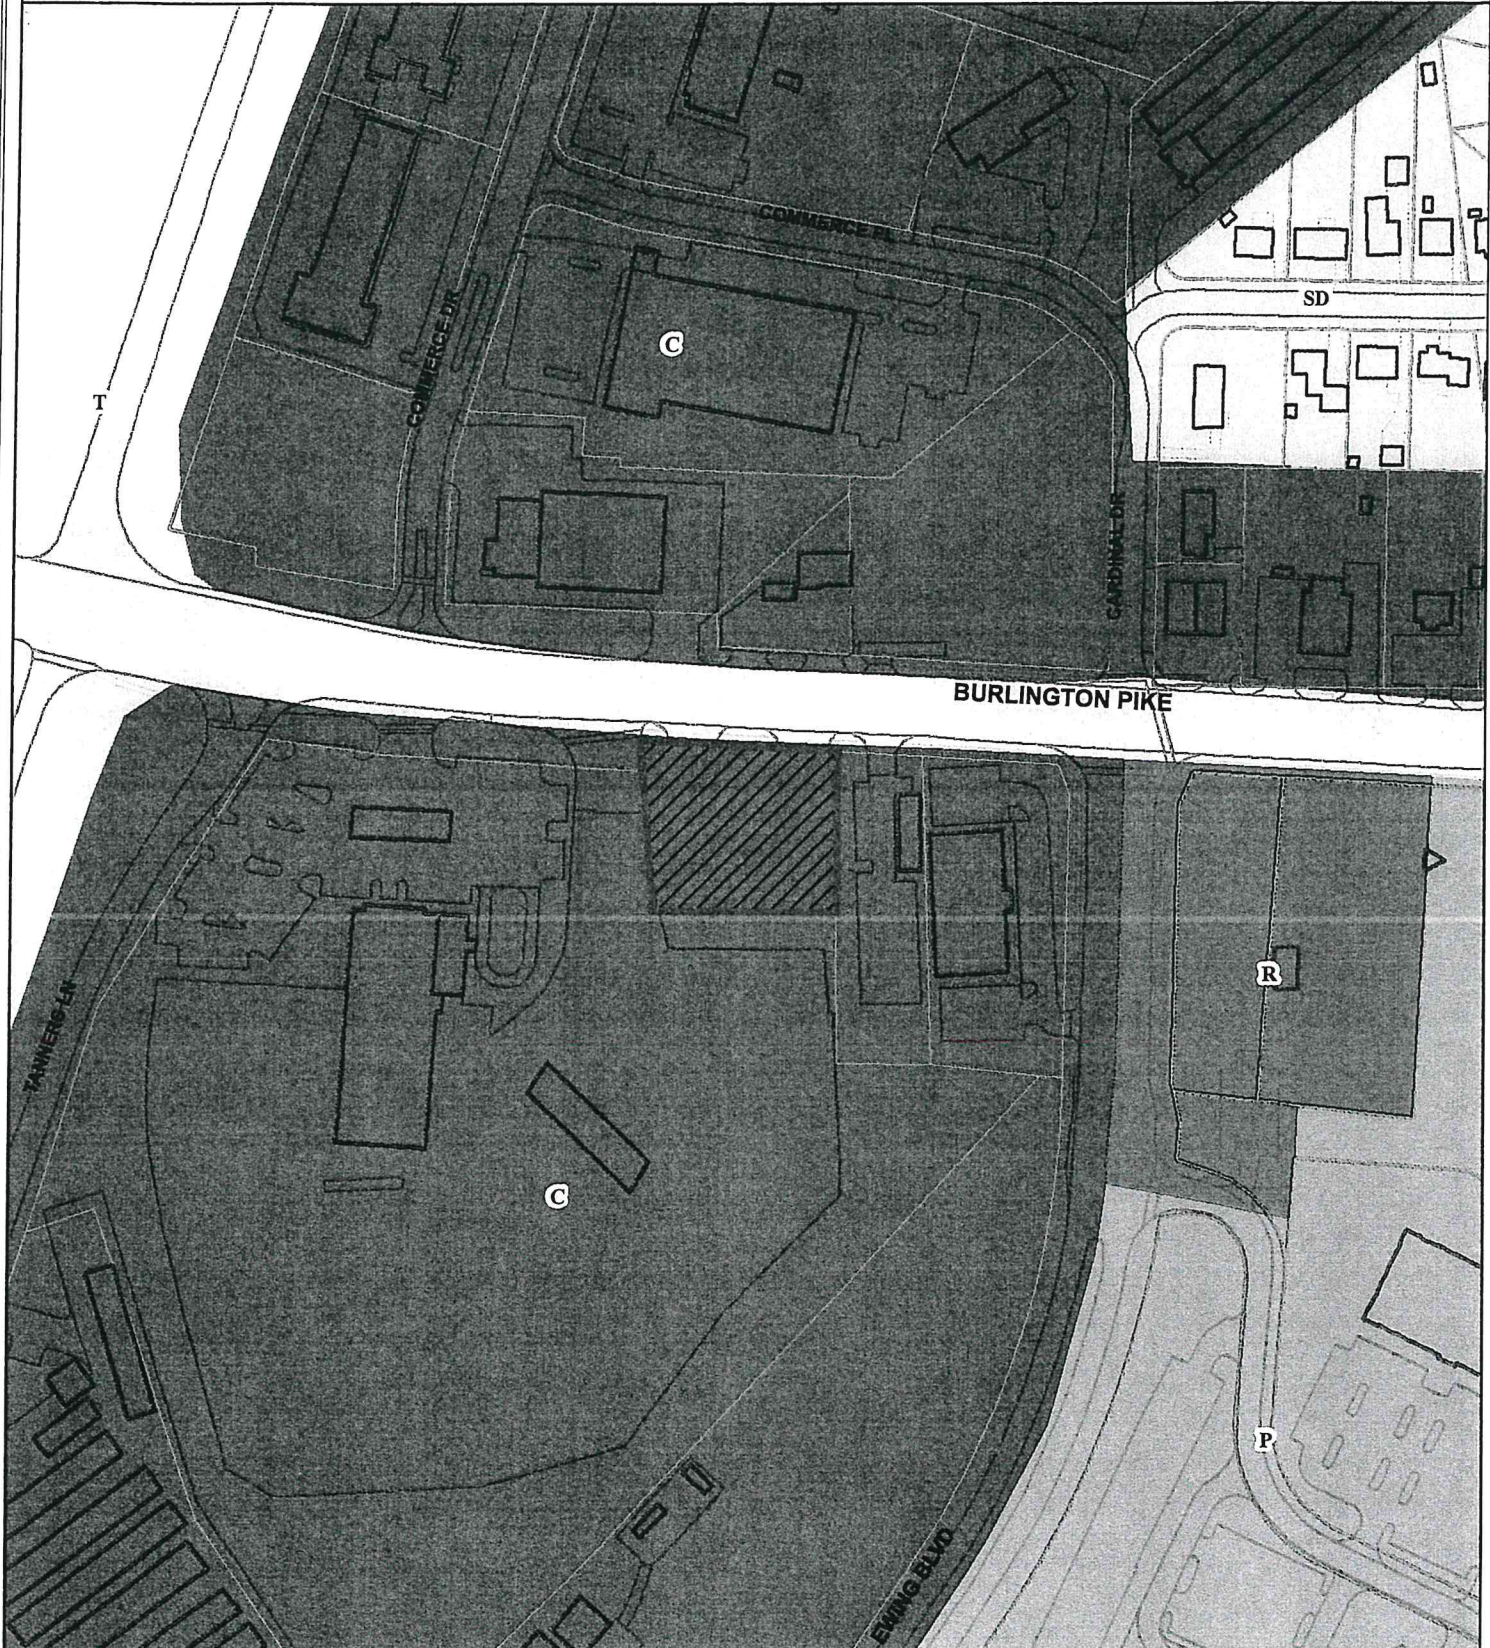 COMMERCE PL
SD
COMMERCE DR
C
T
CARDINAL DR
BURLINGTON PIKE
R
TANNERS LN
C
P
EWING BLVD